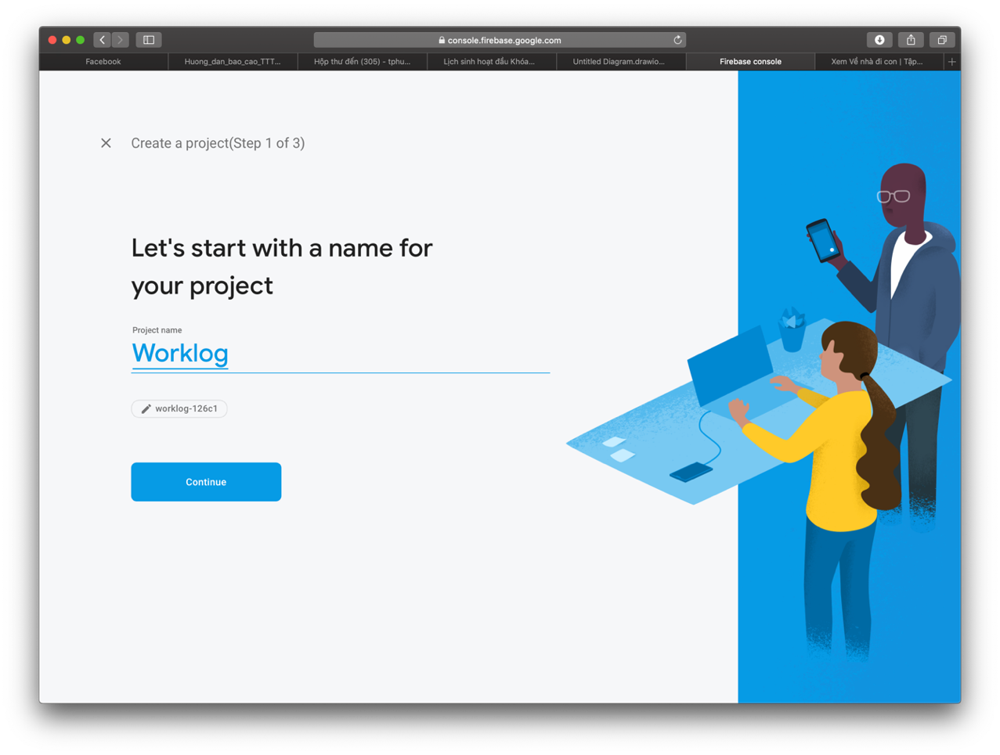 console.firebase.google.com
Facebook
Huong_dan_bao_cao_TTT...
Hộp thư đến (305) - tphu...
Lịch sinh hoạt đầu Khóa...
Untitled Diagram.drawio...
Firebase console
Xem Về nhà đi con | Tập...
Create a project(Step 1 of 3)
Let's start with a name for
your project
Project name
Worklog
worklog-126c1
Continue